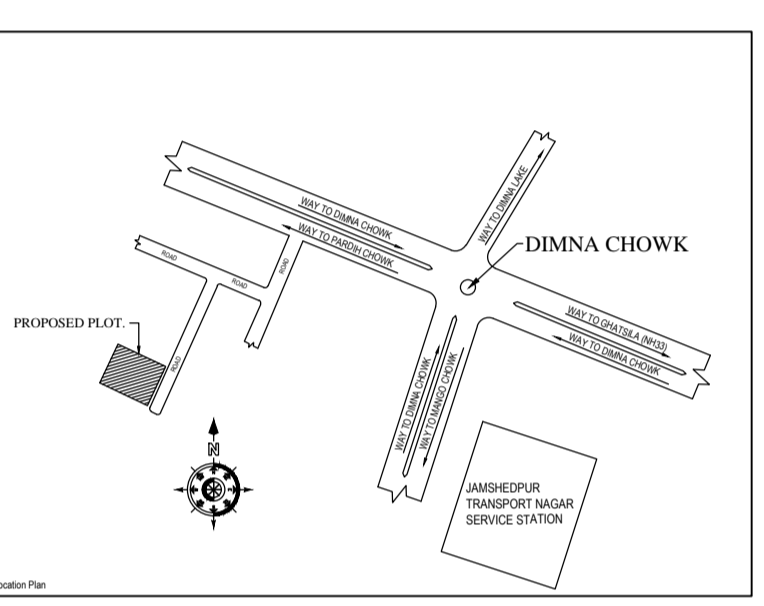 WAY TO DIMNA LAKE
WAY TO DIMNA CHOWK
WAY TO PARDIH CHOWK
DIMNA CHOWK
ROAD
ROAD
ROAD
WAY TO GHATSILA (NH33)
WAY TO DIMNA CHOWK
PROPOSED PLOT.
ROAD
WAY TO DIMNA CHOWK
WAY TO MANGO CHOWK
N
JAMSHEDPUR
TRANSPORT NAGAR
SERVICE STATION
ocation Plan